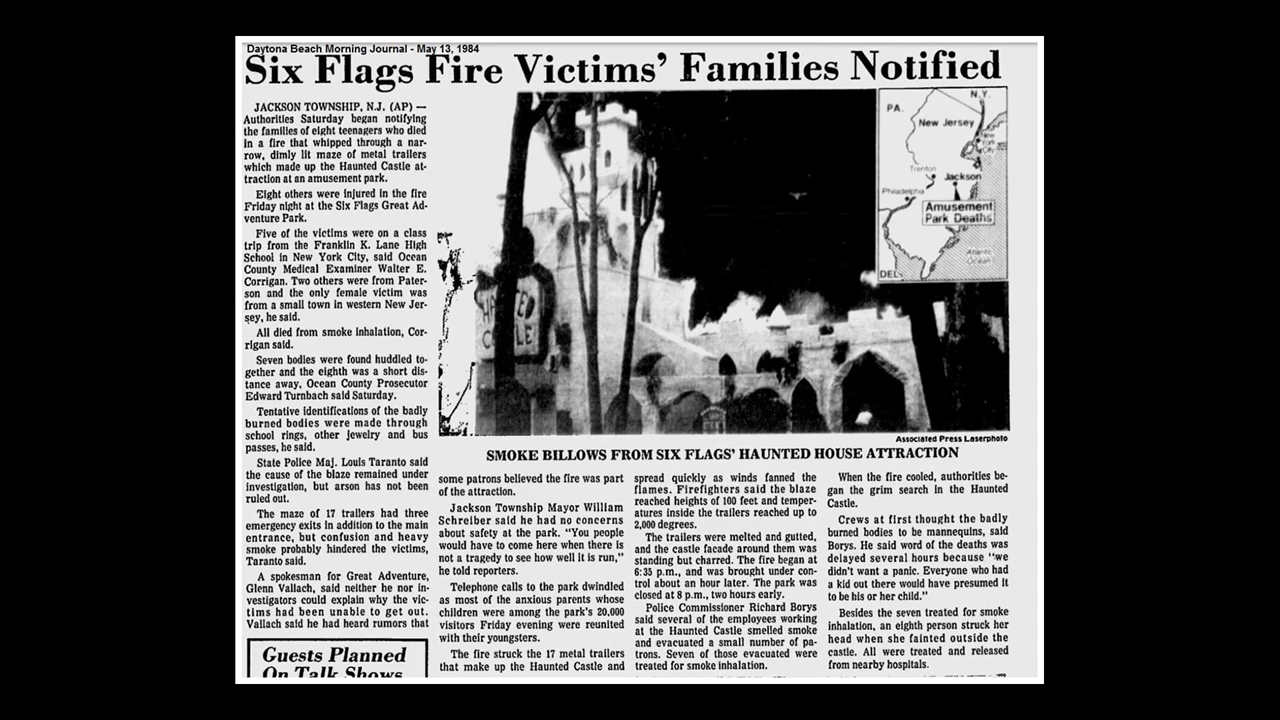 Daytona Beach Morning Journal - May 13, 1984
Six Flags Fire Victims' Families Notified
JACKSON TOWNSHIP, N.J. (AP) —
Authorities Saturday began notifying
the families of eight teenagers who died
in a fire that whipped through a nar-
row, dimly lit maze of metal trailers
which made up the Haunted Castle at-
traction at an amusement park.
Eight others were injured in the fire
Friday night at the Six Flags Great Ad-
venture Park.
Five of the victims were on a class
trip from the Franklin K. Lane High
School in New York City, said Ocean
County Medical Examiner Walter E.
Corrigan. Two others were from Pater-
son and the only female victim was
from a small town in western New Jer-
sey, he said.
All died from smoke inhalation, Cor-
rigan said.
Seven bodies were found huddled to-
gether and the eighth was a short dis-
tance away, Ocean County Prosecutor
Edward Turnbach said Saturday.
Tentative identifications of the badly
burned bodies were made through
school rings, other jewelry and bus
passes, he said.
State Police Maj. Louis Taranto said
the cause of the blaze remained under
investigation, but arson has not been
ruled out.
The maze of 17 trailers had three
emergency exits in addition to the main
entrance, but confusion and heavy
smoke probably hindered the victims,
Taranto said.
A spokesman for Great Adventure,
Glenn Vallach, said neither he nor in-
vestigators could explain why the vic-
tims had been unable to get out.
Vallach said he had heard rumors that
Guests Planned
On Talk Shows
N.Y.
PA.
New Jersey
New
York
City
Trenton
Jackson
Philadelphia
Amusement
Park Deaths
Atlantic
Ocean
DEL.
Associated Press Laserphoto
SMOKE BILLOWS FROM SIX FLAGS' HAUNTED HOUSE ATTRACTION
some patrons believed the fire was part
of the attraction.
Jackson Township Mayor William
Schreiber said he had no concerns
about safety at the park. "You people
would have to come here when there is
not a tragedy to see how well it is run,"
he told reporters.
Telephone calls to the park dwindled
as most of the anxious parents whose
children were among the park's 20,000
visitors Friday evening were reunited
with their youngsters.
The fire struck the 17 metal trailers
that make up the Haunted Castle and
spread quickly as winds fanned the
flames. Firefighters said the blaze
reached heights of 100 feet and temper-
atures inside the trailers reached up to
2,000 degrees.
The trailers were melted and gutted,
and the castle facade around them was
standing but charred. The fire began at
6:35 p.m., and was brought under con-
trol about an hour later. The park was
closed at 8 p.m., two hours early.
Police Commissioner Richard Borys
said several of the employees working
at the Haunted Castle smelled smoke
and evacuated a small number of pa-
trons. Seven of those evacuated were
treated for smoke inhalation.
When the fire cooled, authorities be-
gan the grim search in the Haunted
Castle.
Crews at first thought the badly
burned bodies to be mannequins, said
Borys. He said word of the deaths was
delayed several hours because "we
didn't want a panic. Everyone who had
a kid out there would have presumed it
to be his or her child."
Besides the seven treated for smoke
inhalation, an eighth person struck her
head when she fainted outside the
castle. All were treated and released
from nearby hospitals.